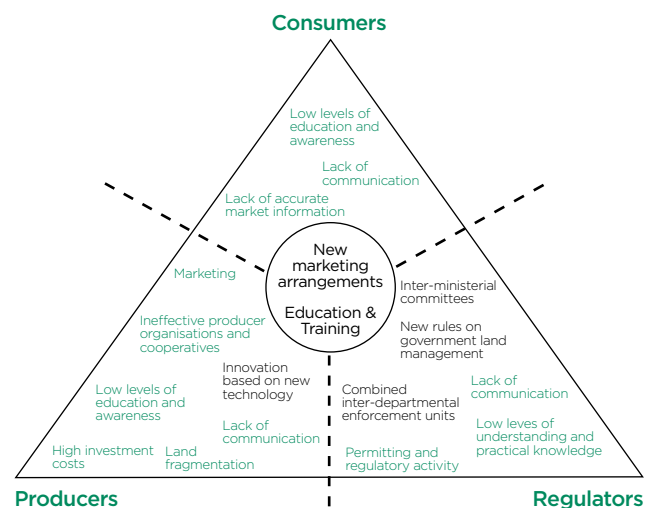 Consumers
Low levels of
education and
awareness
Lack of
communication
Lack of accurate
market information
New
marketing
arrangements
Education &
Training
Marketing
Ineffective producer
organisations and
cooperatives
Innovation
based on new
technology
Low levels of
education and
awareness
Lack of
communication
High investment
costs
Land
fragmentation
Inter-ministerial
committees
New rules on
government land
management
Combined
inter-departmental
enforcement units
Lack of
communication
Low leves of
understanding and
practical knowledge
Permitting and
regulatory activity
Producers
Regulators